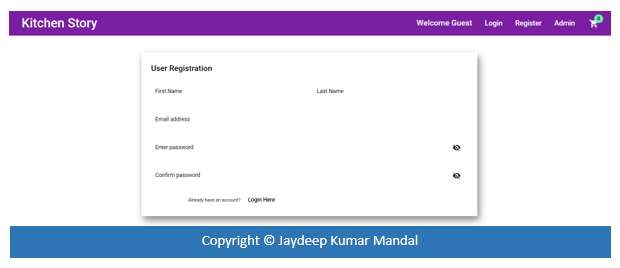 Kitchen Story Welcome Guest Login Register Admin 0
User Registration
First Name Last Name
Email address
Enter password
Confirm password
Already have an account? Login Here
Copyright © Jaydeep Kumar Mandal